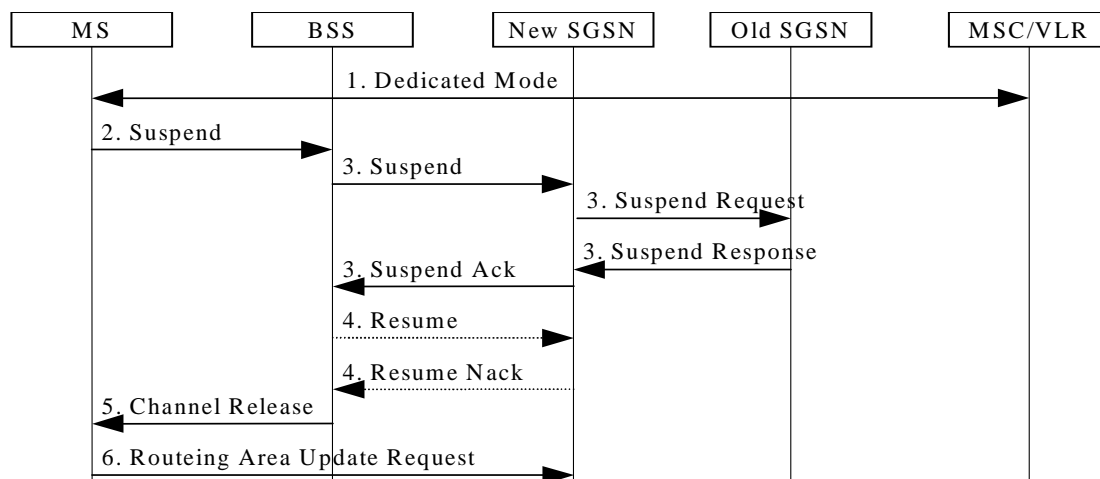 MS
BSS
New SGSN
Old SGSN
MSC/VLR
1. Dedicated Mode
2. Suspend
3. Suspend
3. Suspend Request
3. Suspend Response
3. Suspend Ack
4. Resume
4. Resume Nack
5. Channel Release
6. Routeing Area Update Request